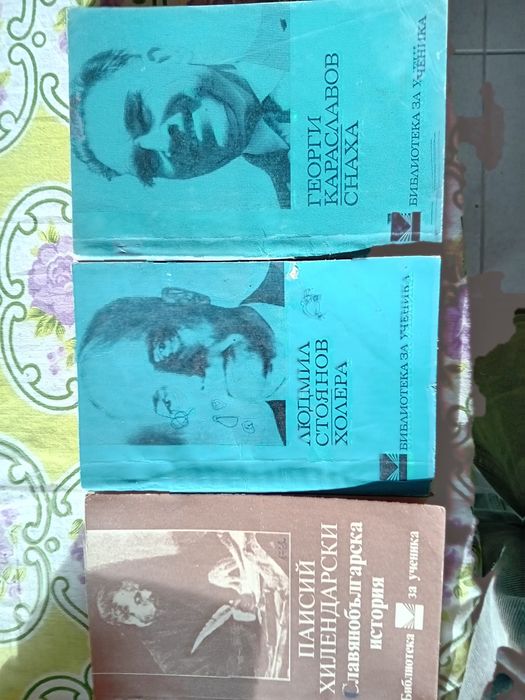 ГЕОРГИ
КАРАСЛАВОВ
СНАХА
БИБЛИОТЕКА ЗА УЧЕНИКА
ЛЮДМИЛ
СТОЯНОВ
ХОЛЕРА
БИБЛИОТЕКА ЗА УЧЕНИКА
ПАИСИЙ
ХИЛЕНДАРСКИ
Славянобългарска
история
Библиотека за ученика